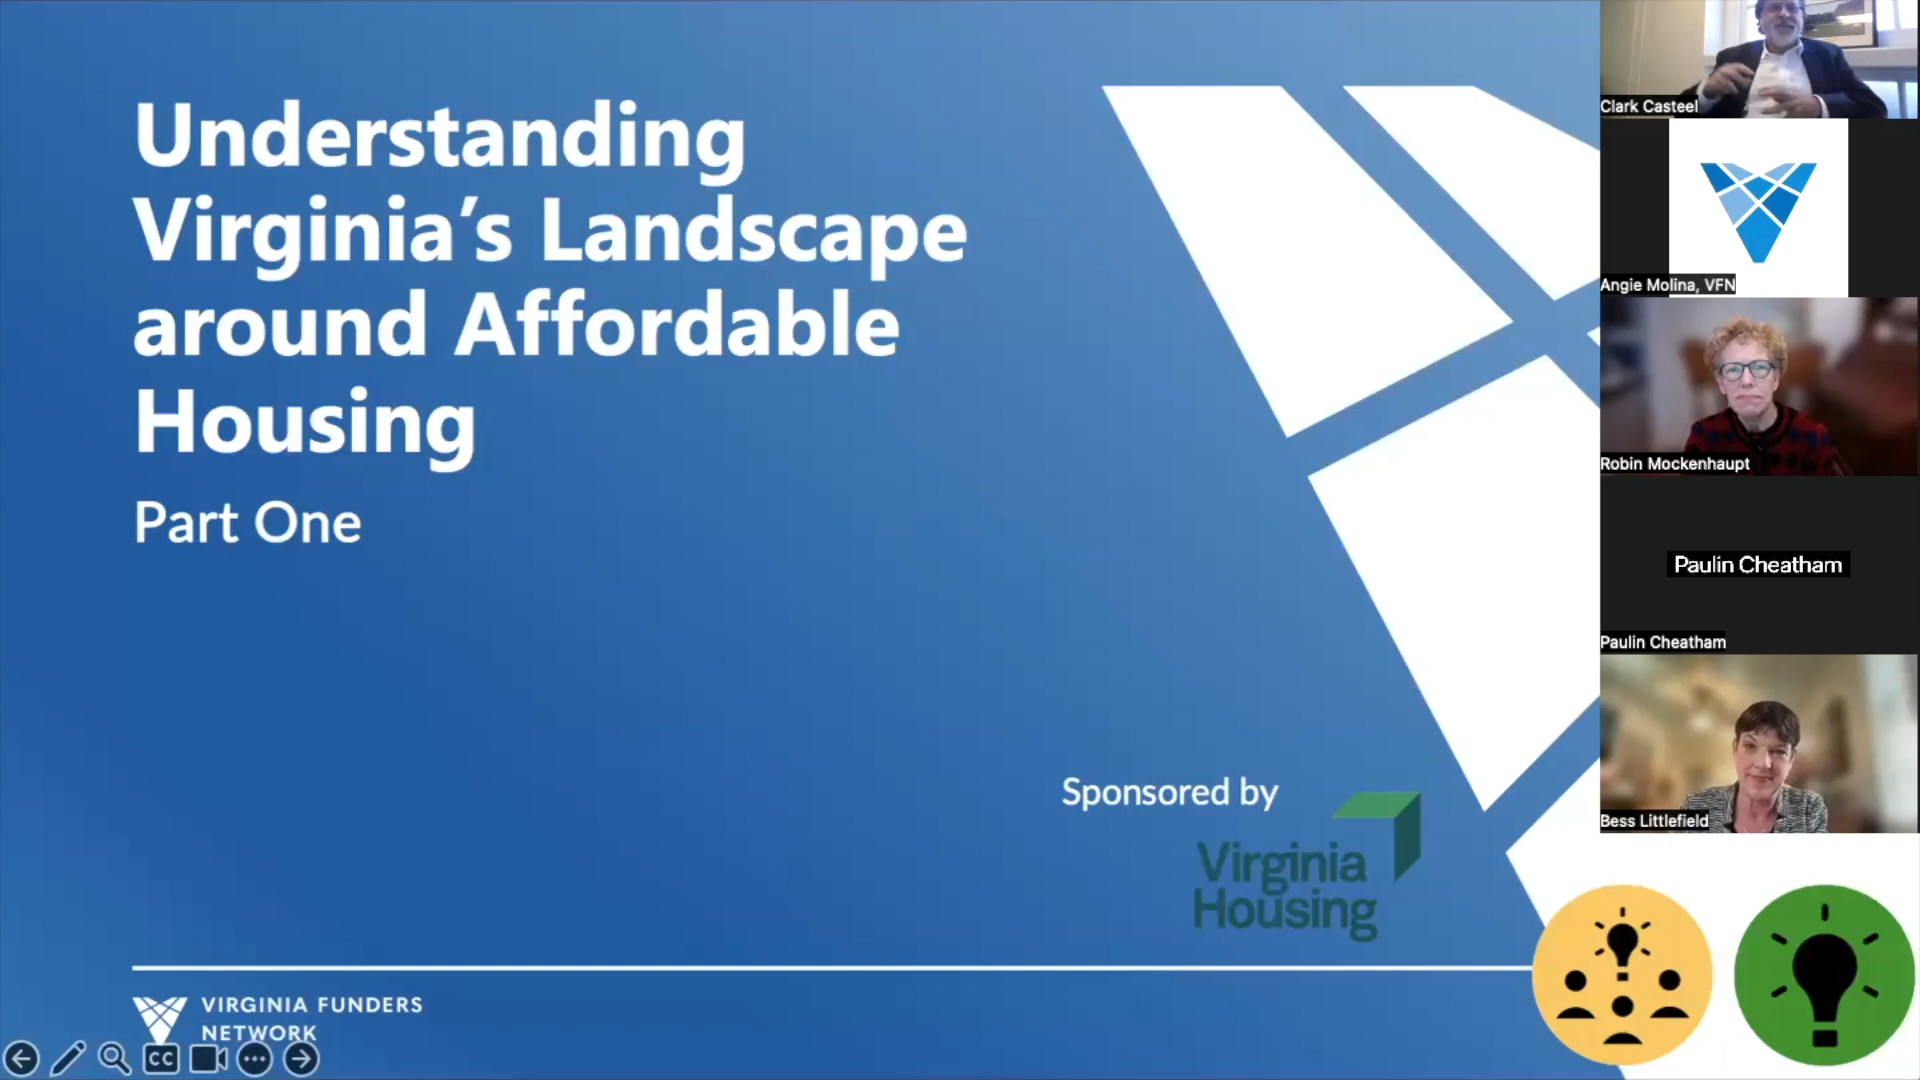 Understanding
Virginia’s Landscape
around Affordable
Housing
Part One
Sponsored by
Virginia
Housing
VIRGINIA FUNDERS
NETWORK
CC
Clark Casteel
Angie Molina, VFN
Robin Mockenhaupt
Paulin Cheatham
Paulin Cheatham
Bess Littlefield